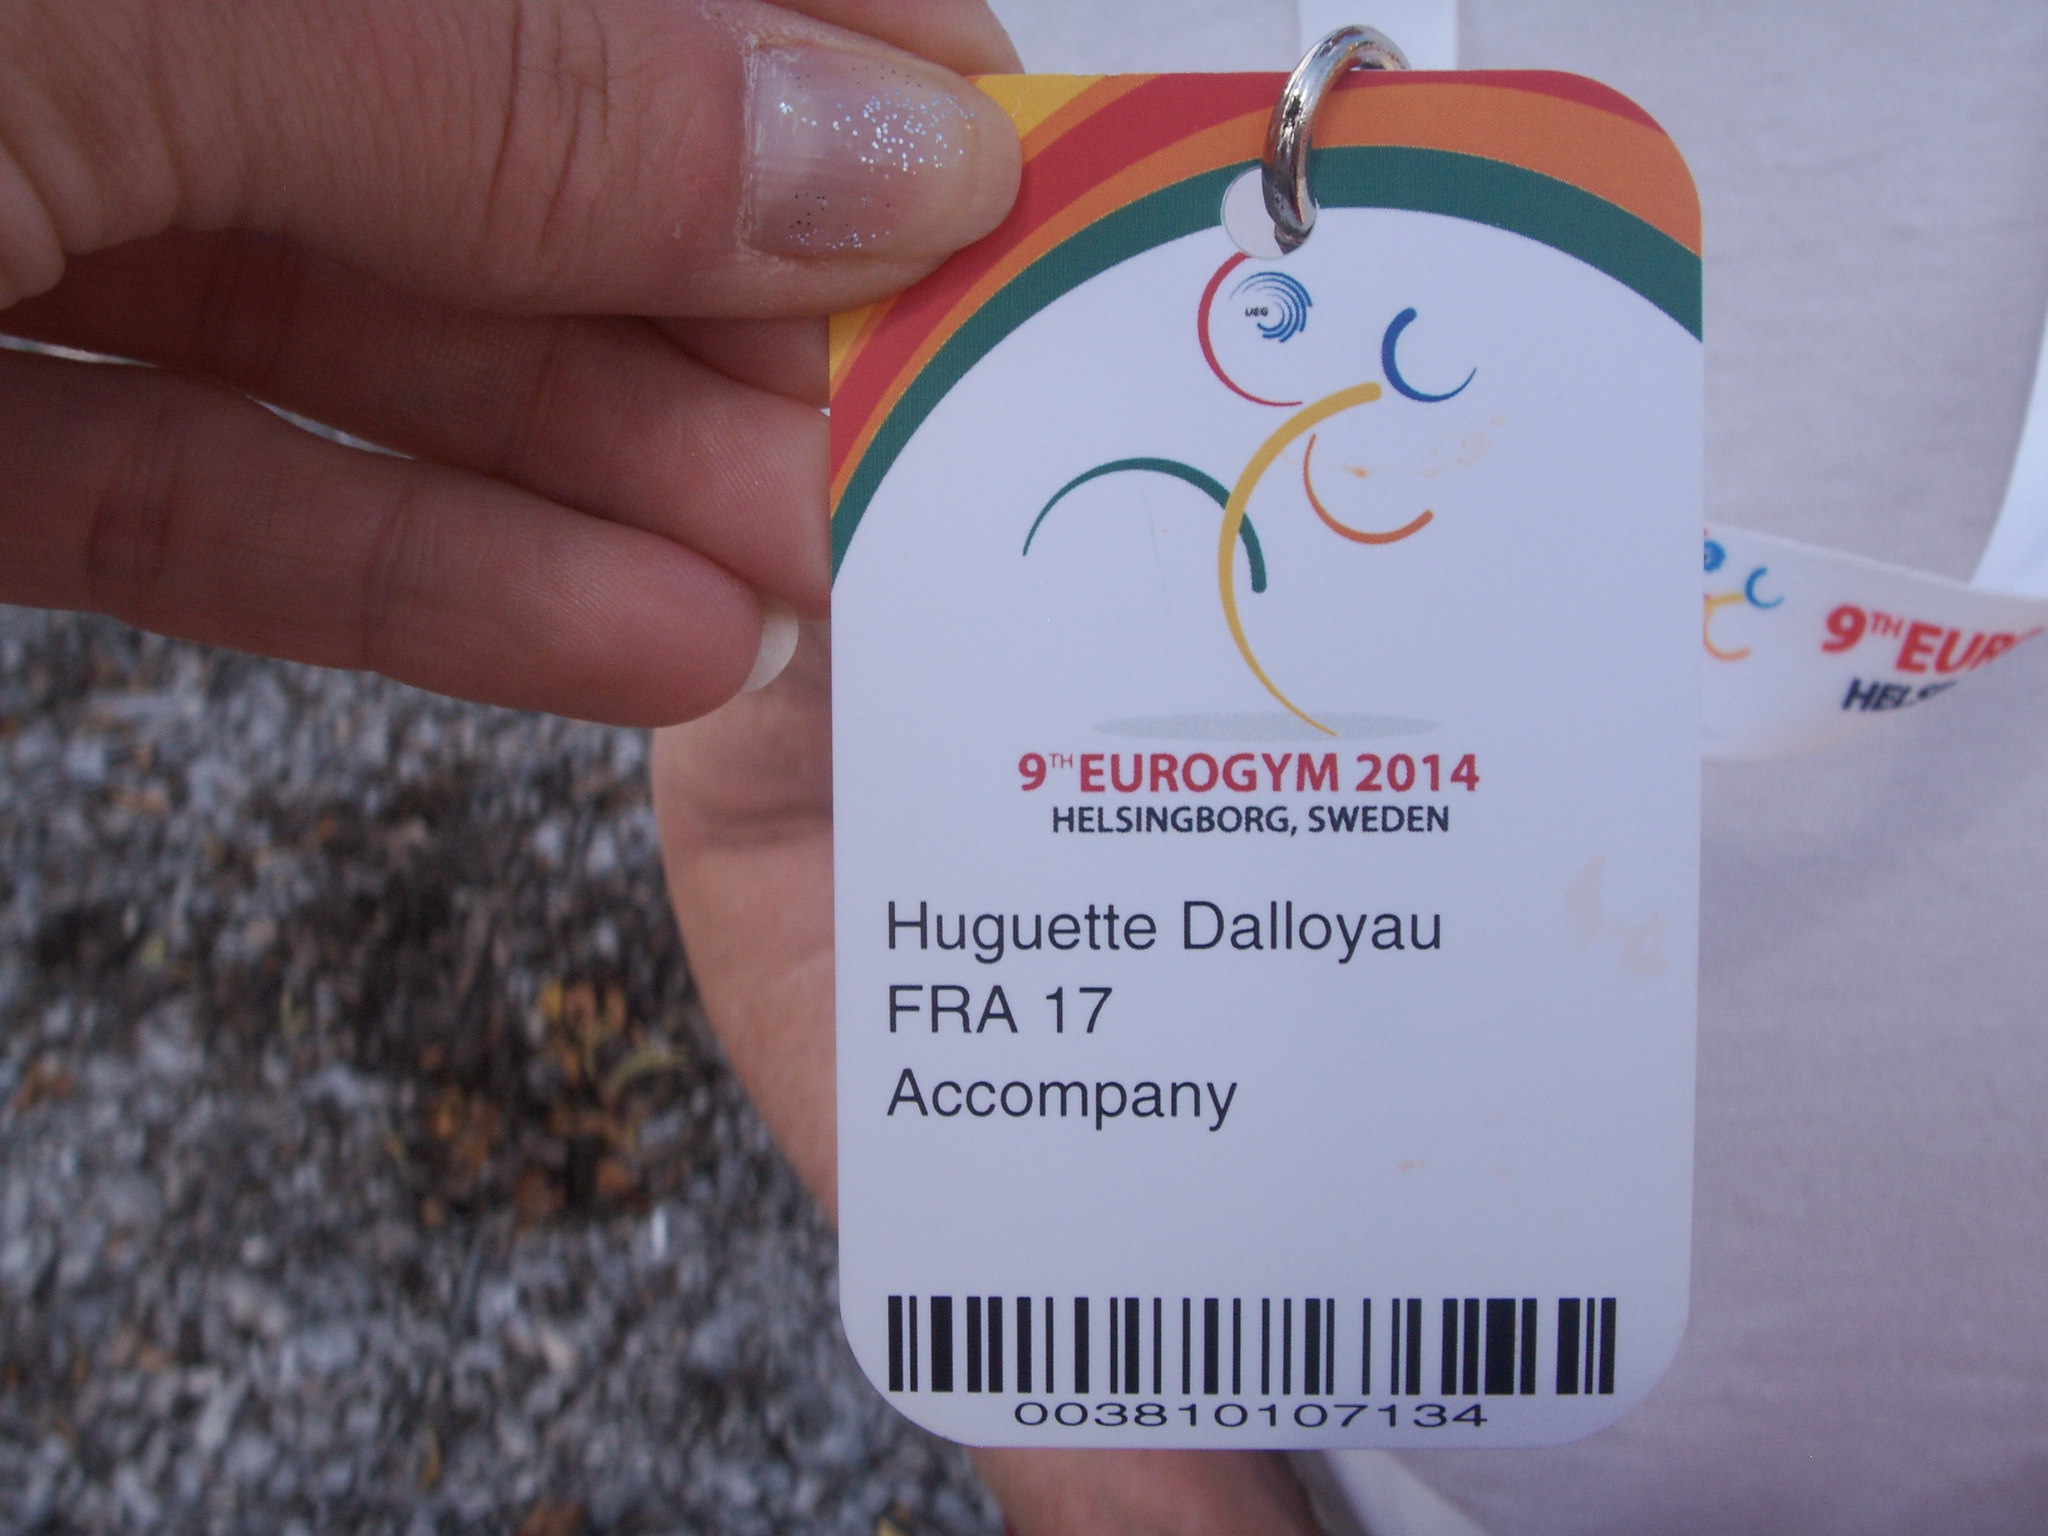 UEG
9TH EUROGYM 2014
HELSINGBORG, SWEDEN
Huguette Dalloyau
FRA 17
Accompany
003810107134
9TH EUR
HELS